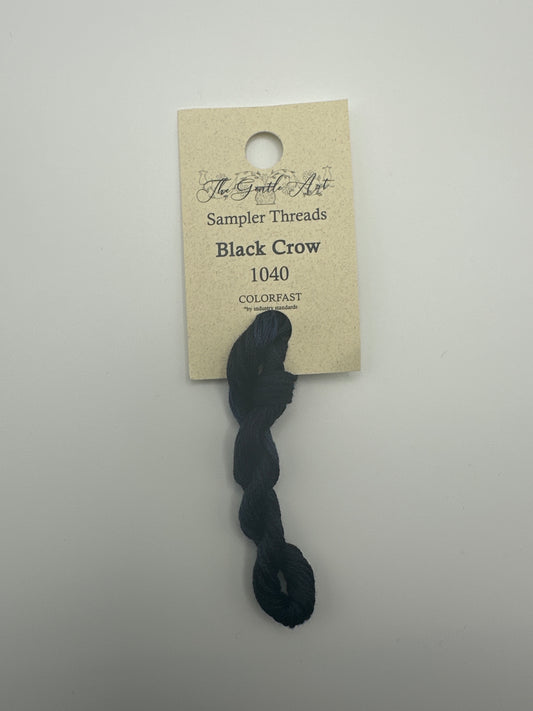 The Gentle Art
Sampler Threads
Black Crow
1040
COLORFAST
*by industry standards